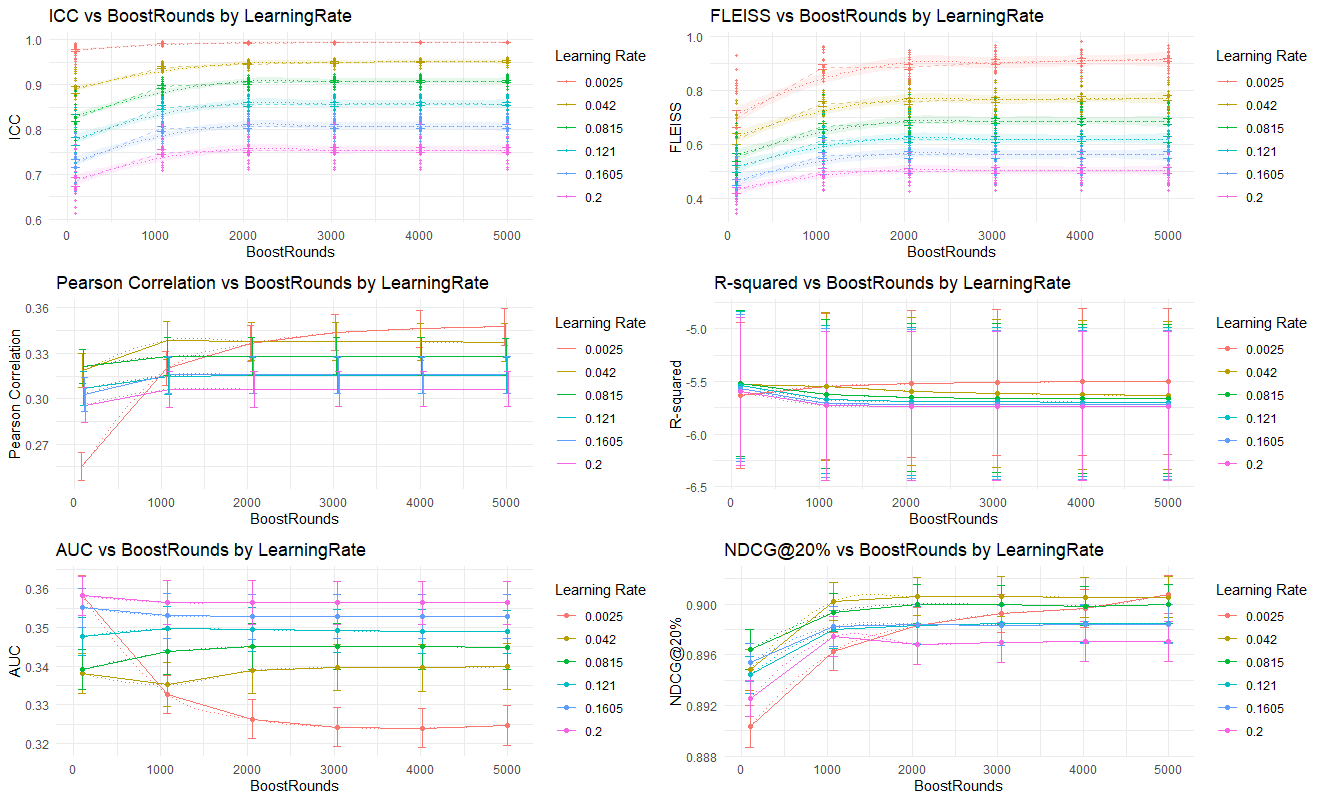 ICC vs BoostRounds by LearningRate
ICC
1.0
0.9
0.8
0.7
0.6
0 1000 2000 3000 4000 5000
BoostRounds
Learning Rate
0.0025
0.042
0.0815
0.121
0.1605
0.2
FLEISS vs BoostRounds by LearningRate
FLEISS
1.0
0.8
0.6
0.4
0 1000 2000 3000 4000 5000
BoostRounds
Learning Rate
0.0025
0.042
0.0815
0.121
0.1605
0.2
Pearson Correlation vs BoostRounds by LearningRate
Pearson Correlation
0.36
0.33
0.30
0.27
0 1000 2000 3000 4000 5000
BoostRounds
Learning Rate
0.0025
0.042
0.0815
0.121
0.1605
0.2
R-squared vs BoostRounds by LearningRate
R-squared
-5.0
-5.5
-6.0
-6.5
0 1000 2000 3000 4000 5000
BoostRounds
Learning Rate
0.0025
0.042
0.0815
0.121
0.1605
0.2
AUC vs BoostRounds by LearningRate
AUC
0.36
0.35
0.34
0.33
0.32
0 1000 2000 3000 4000 5000
BoostRounds
Learning Rate
0.0025
0.042
0.0815
0.121
0.1605
0.2
NDCG@20% vs BoostRounds by LearningRate
NDCG@20%
0.900
0.896
0.892
0.888
0 1000 2000 3000 4000 5000
BoostRounds
Learning Rate
0.0025
0.042
0.0815
0.121
0.1605
0.2